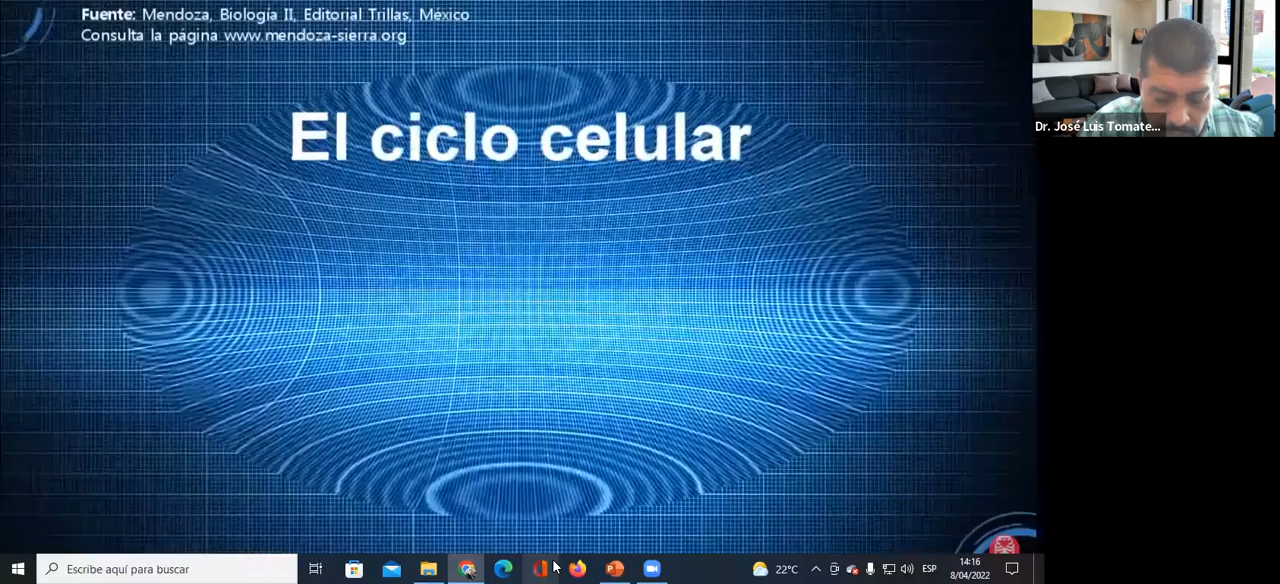 Fuente: Mendoza, Biología II, Editorial Trillas, México
Consulta la página www.mendoza-sierra.org
El ciclo celular
Dr. José Luis Tomate...
Escribe aquí para buscar
22°C
ESP
14:16
8/04/2022